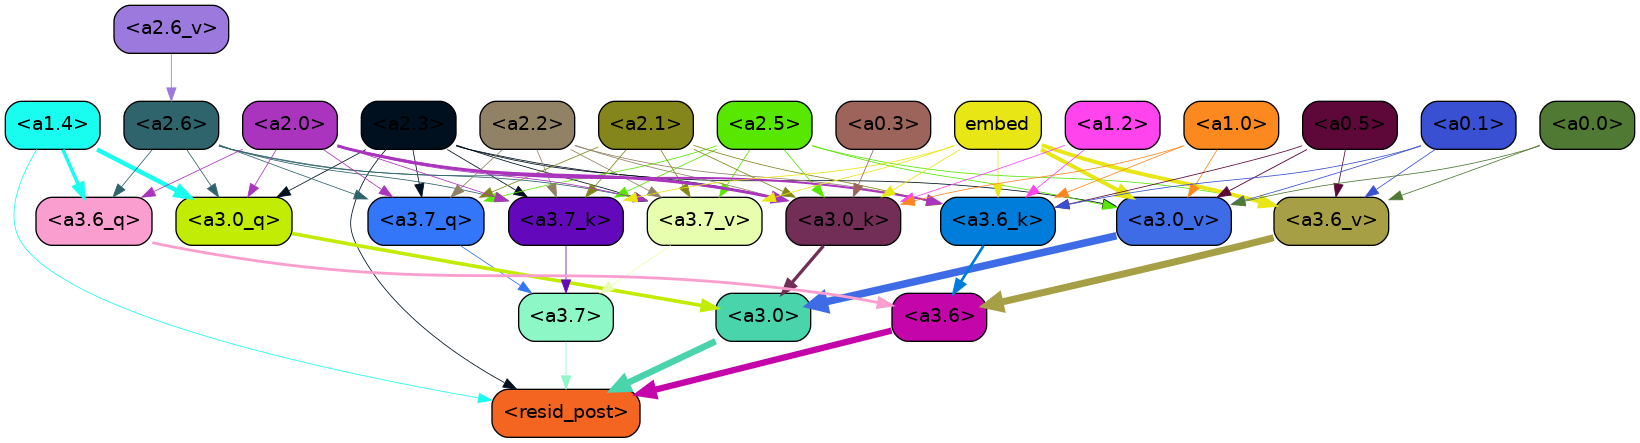 <a2.6_v>
<a1.4> <a2.6> <a2.0> <a2.3> <a2.2> <a2.1> <a2.5> <a0.3> embed <a1.2> <a1.0> <a0.5> <a0.1> <a0.0>
<a3.6_q> <a3.0_q> <a3.7_q> <a3.7_k> <a3.7_v> <a3.0_k> <a3.6_k> <a3.0_v> <a3.6_v>
<a3.7> <a3.0> <a3.6>
<resid_post>